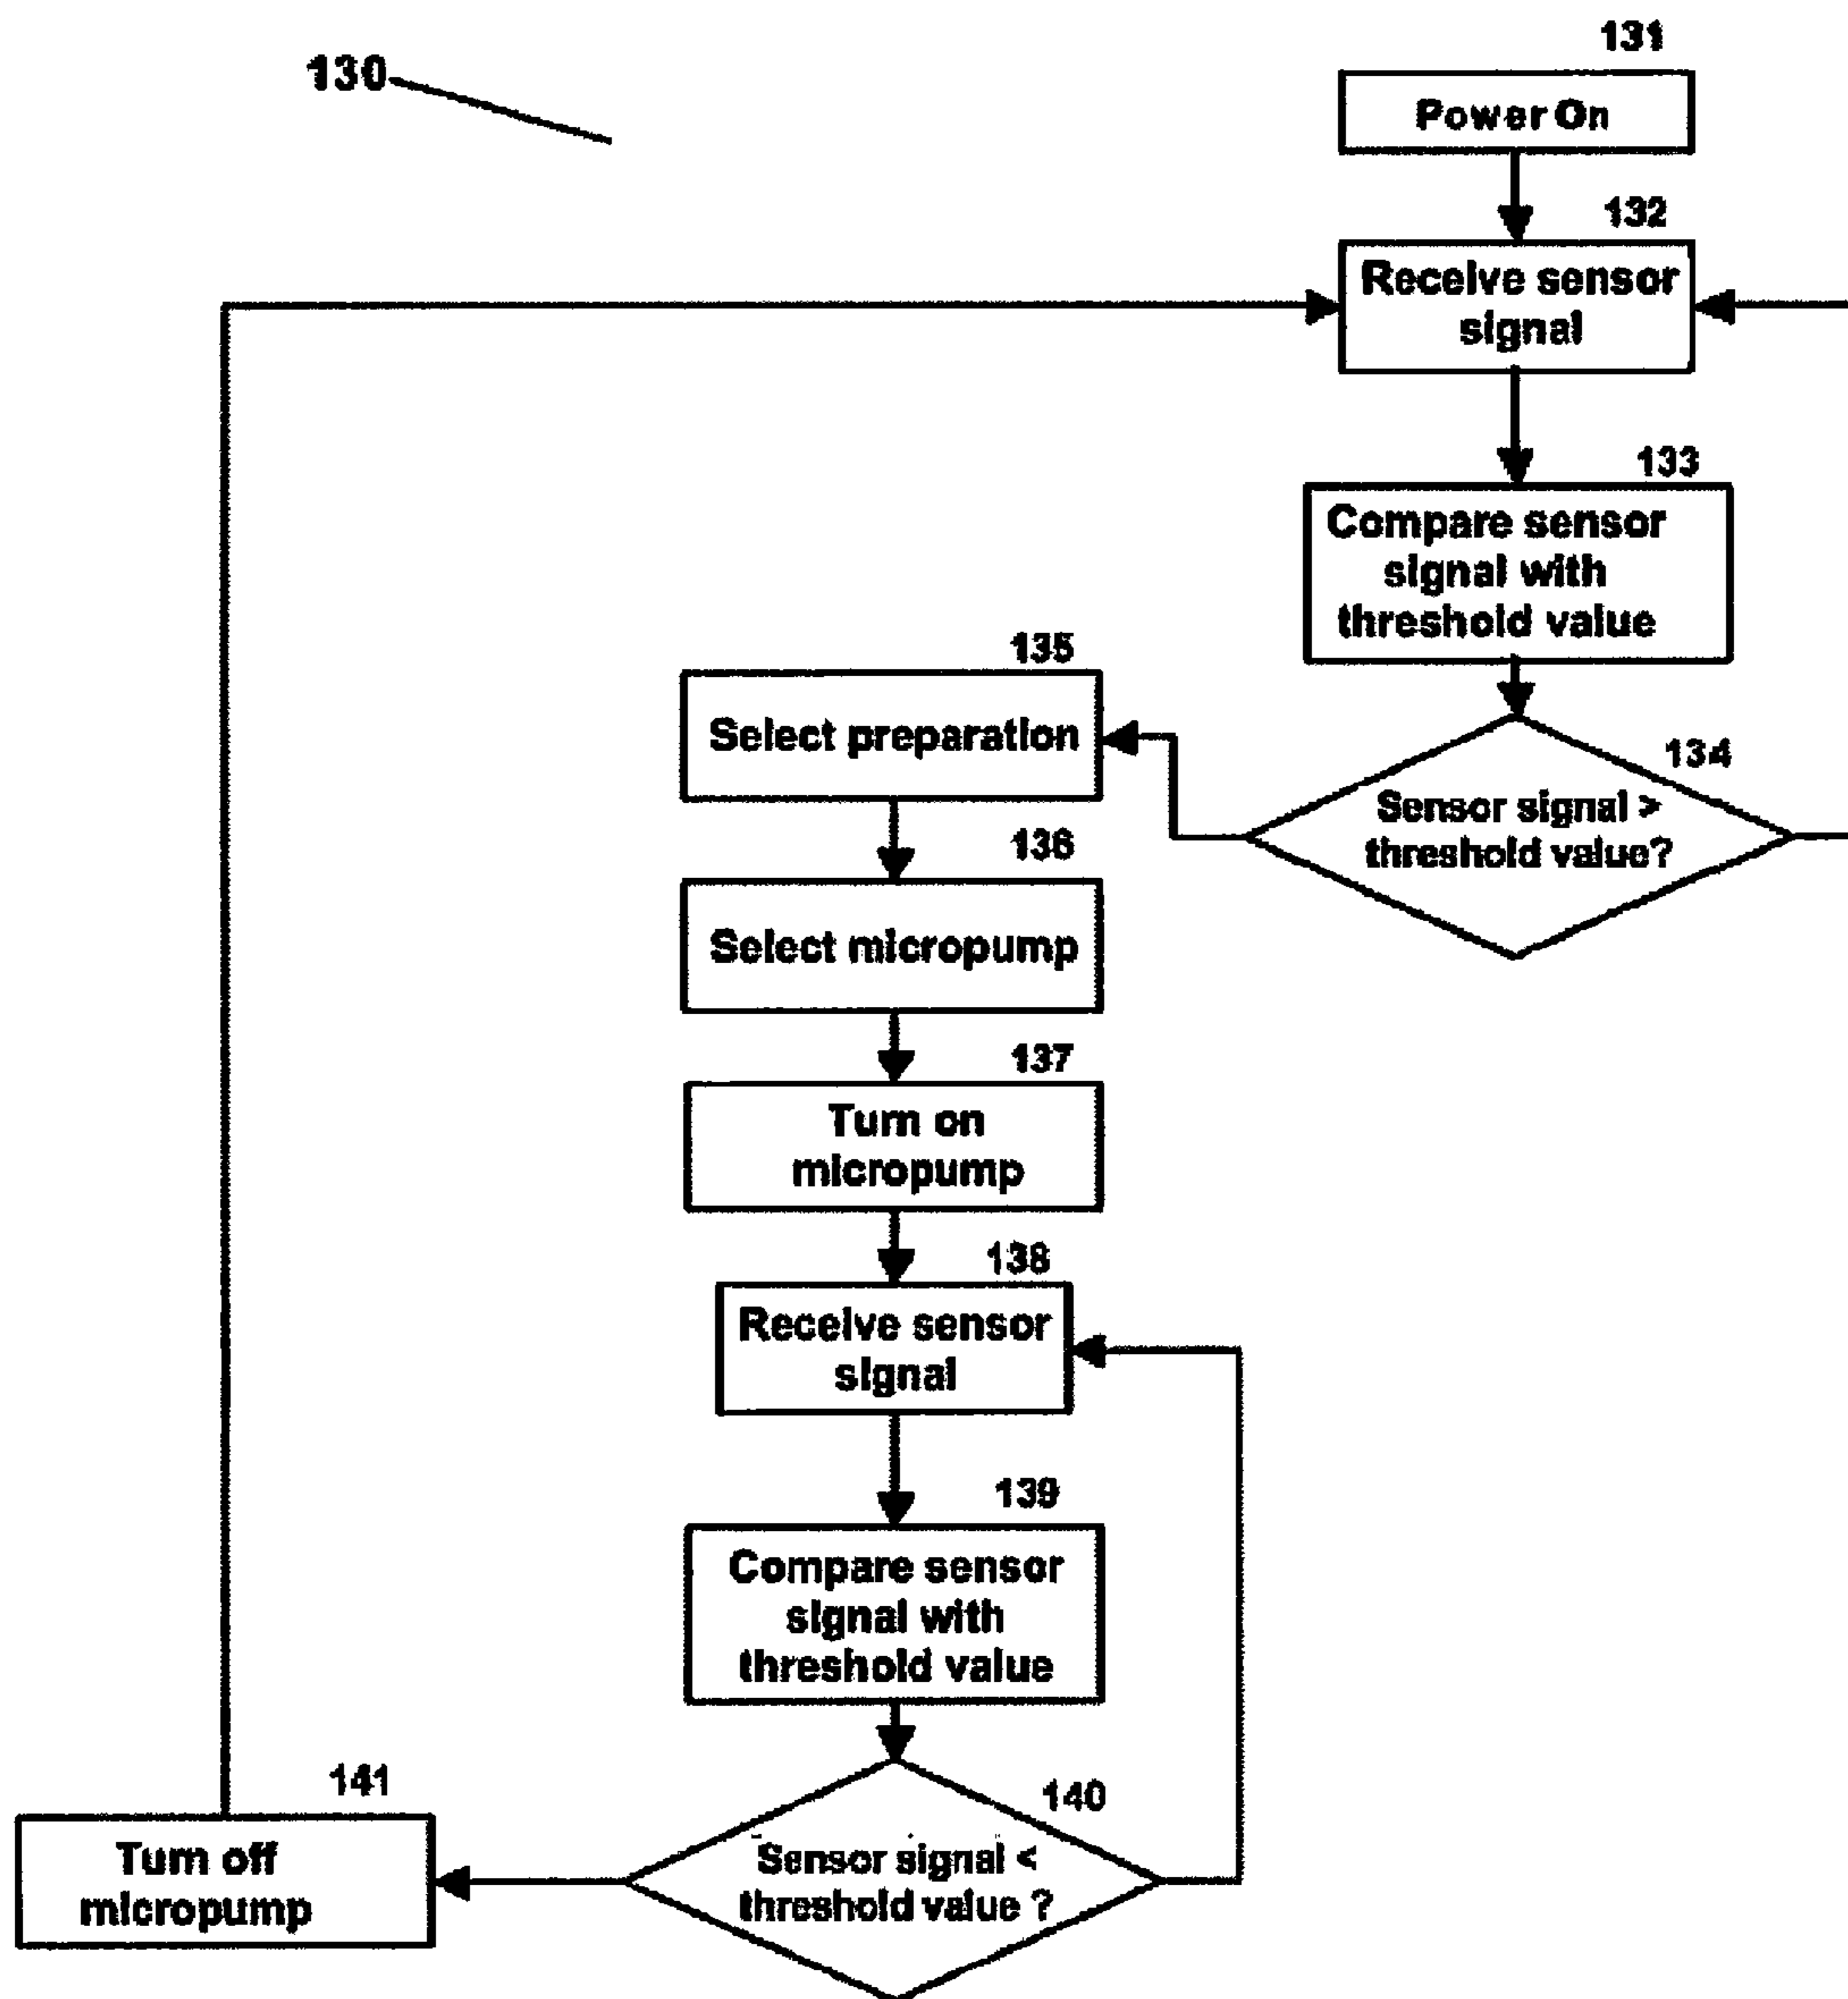 130
131
Power On
132
Receive sensor
signal
133
Compare sensor
signal with
threshold value
134
Sensor signal >
threshold value?
135
Select preparation
136
Select micropump
137
Turn on
micropump
138
Receive sensor
signal
139
Compare sensor
signal with
threshold value
140
Sensor signal <
threshold value ?
141
Turn off
micropump